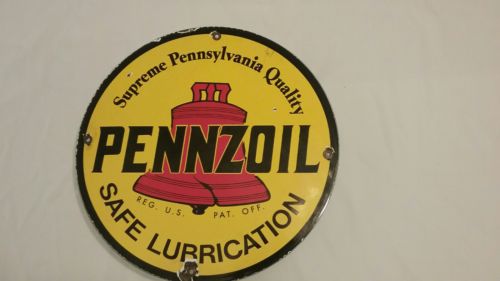 Supreme Pennsylvania Quality
PENNZOIL
REG. U.S. PAT. OFF.
SAFE LUBRICATION